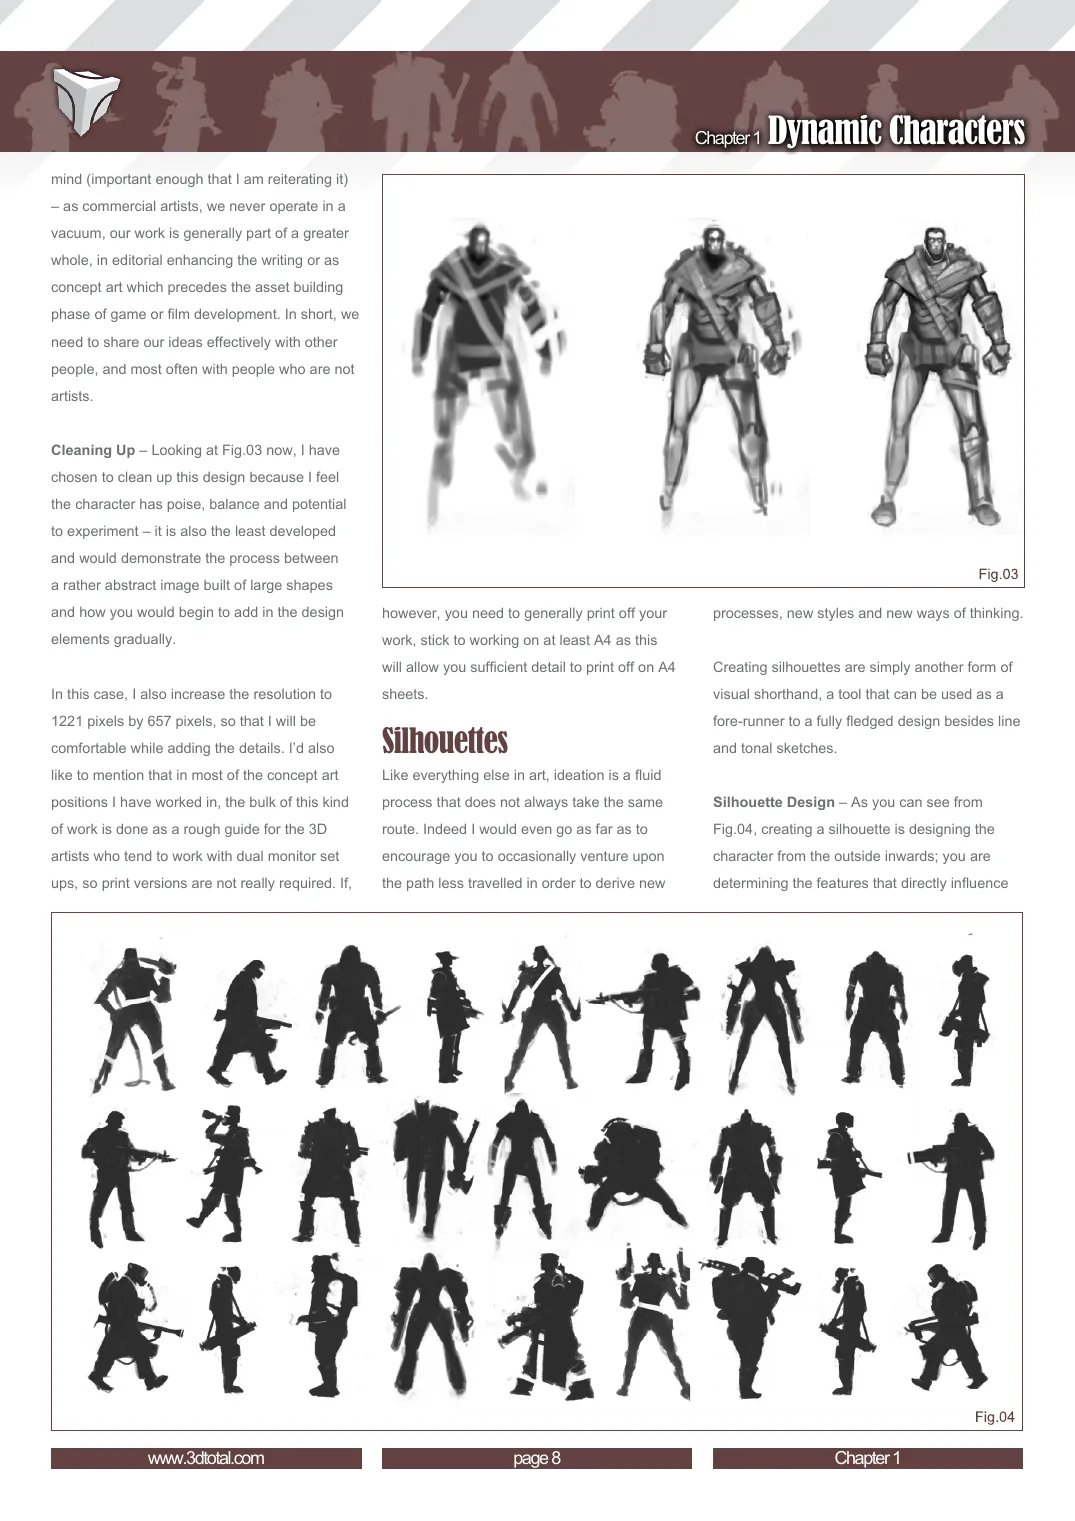 Chapter 1 Dynamic Characters
mind (important enough that I am reiterating it)
– as commercial artists, we never operate in a
vacuum, our work is generally part of a greater
whole, in editorial enhancing the writing or as
concept art which precedes the asset building
phase of game or film development. In short, we
need to share our ideas effectively with other
people, and most often with people who are not
artists.
Cleaning Up – Looking at Fig.03 now, I have
chosen to clean up this design because I feel
the character has poise, balance and potential
to experiment – it is also the least developed
and would demonstrate the process between
a rather abstract image built of large shapes
and how you would begin to add in the design
elements gradually.
In this case, I also increase the resolution to
1221 pixels by 657 pixels, so that I will be
comfortable while adding the details. I’d also
like to mention that in most of the concept art
positions I have worked in, the bulk of this kind
of work is done as a rough guide for the 3D
artists who tend to work with dual monitor set
ups, so print versions are not really required. If,
Fig.03
however, you need to generally print off your
work, stick to working on at least A4 as this
will allow you sufficient detail to print off on A4
sheets.
Silhouettes
Like everything else in art, ideation is a fluid
process that does not always take the same
route. Indeed I would even go as far as to
encourage you to occasionally venture upon
the path less travelled in order to derive new
processes, new styles and new ways of thinking.
Creating silhouettes are simply another form of
visual shorthand, a tool that can be used as a
fore-runner to a fully fledged design besides line
and tonal sketches.
Silhouette Design – As you can see from
Fig.04, creating a silhouette is designing the
character from the outside inwards; you are
determining the features that directly influence
Fig.04
www.3dtotal.com
page 8
Chapter 1